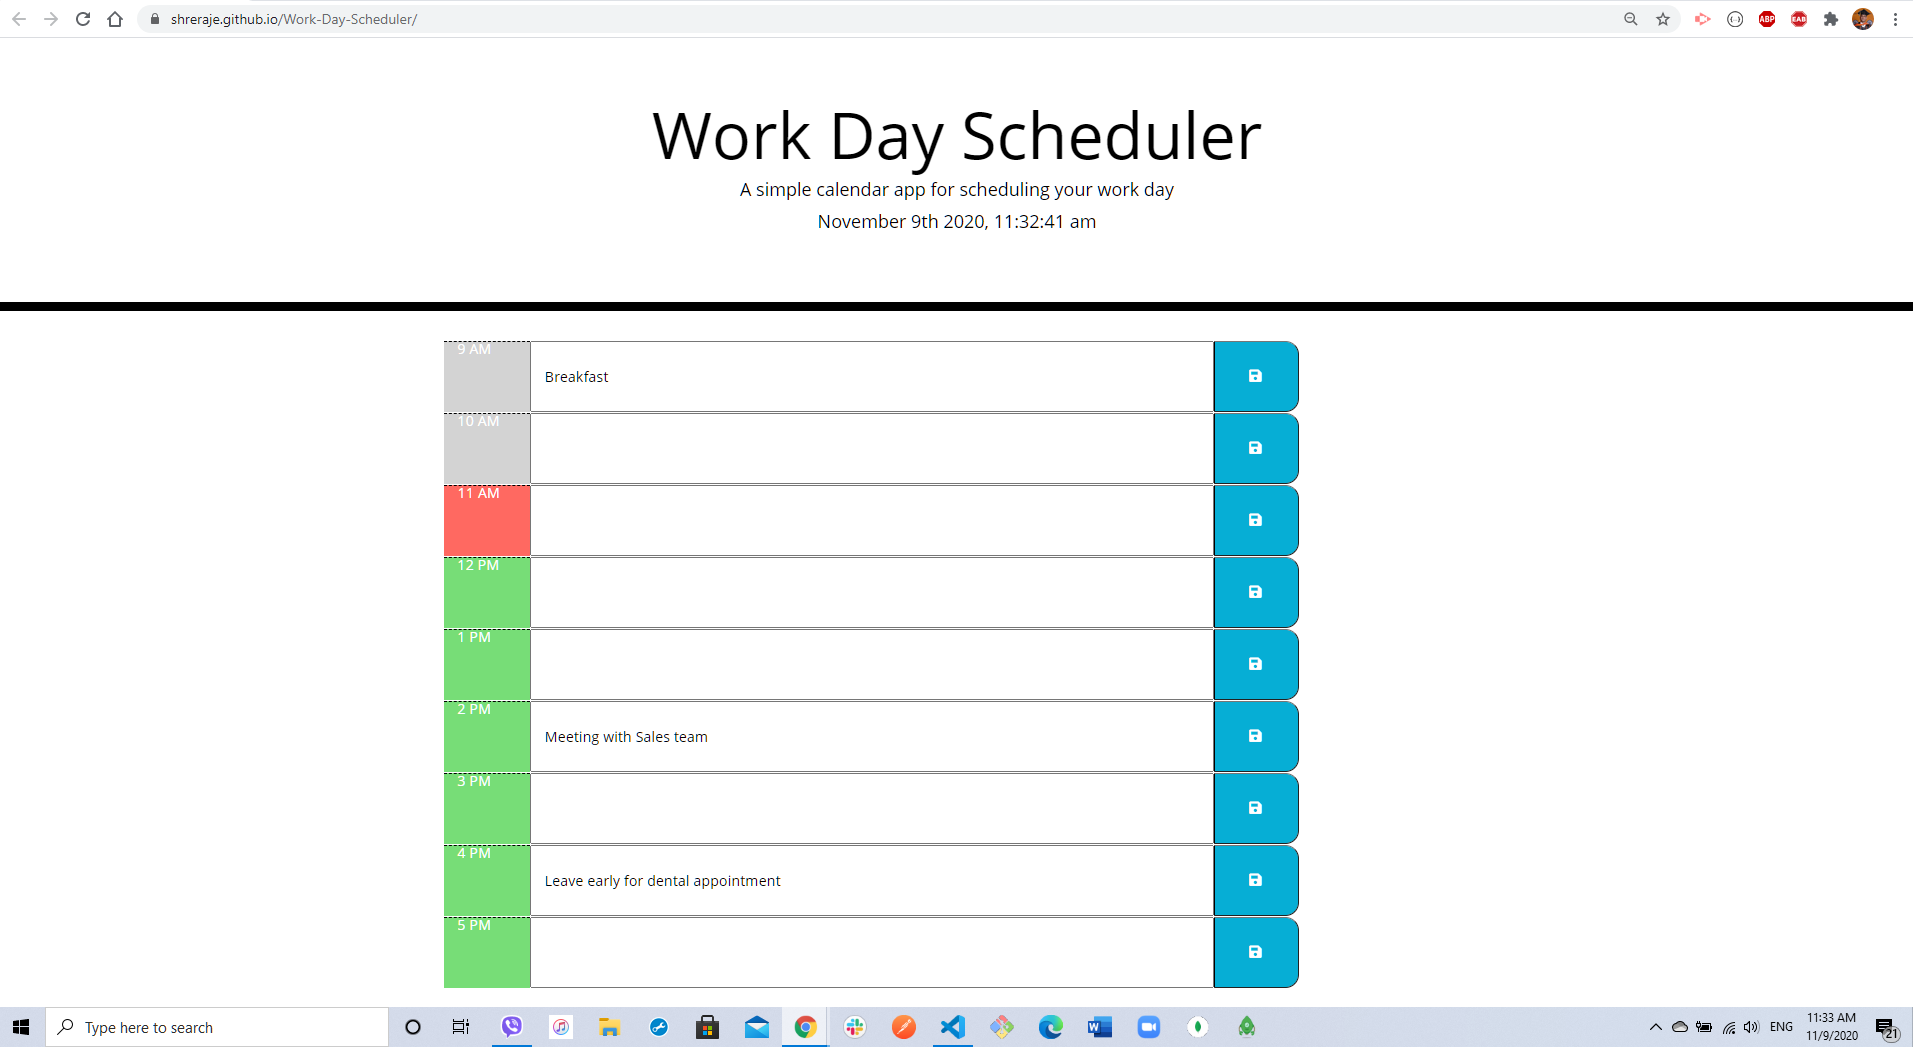 shreraje.github.io/Work-Day-Scheduler/
ABP
EAB
Work Day Scheduler
A simple calendar app for scheduling your work day
November 9th 2020, 11:32:41 am
9 AM
Breakfast
10 AM
11 AM
12 PM
1 PM
2 PM
Meeting with Sales team
3 PM
4 PM
Leave early for dental appointment
5 PM
Type here to search
ENG
11:33 AM
11/9/2020
21